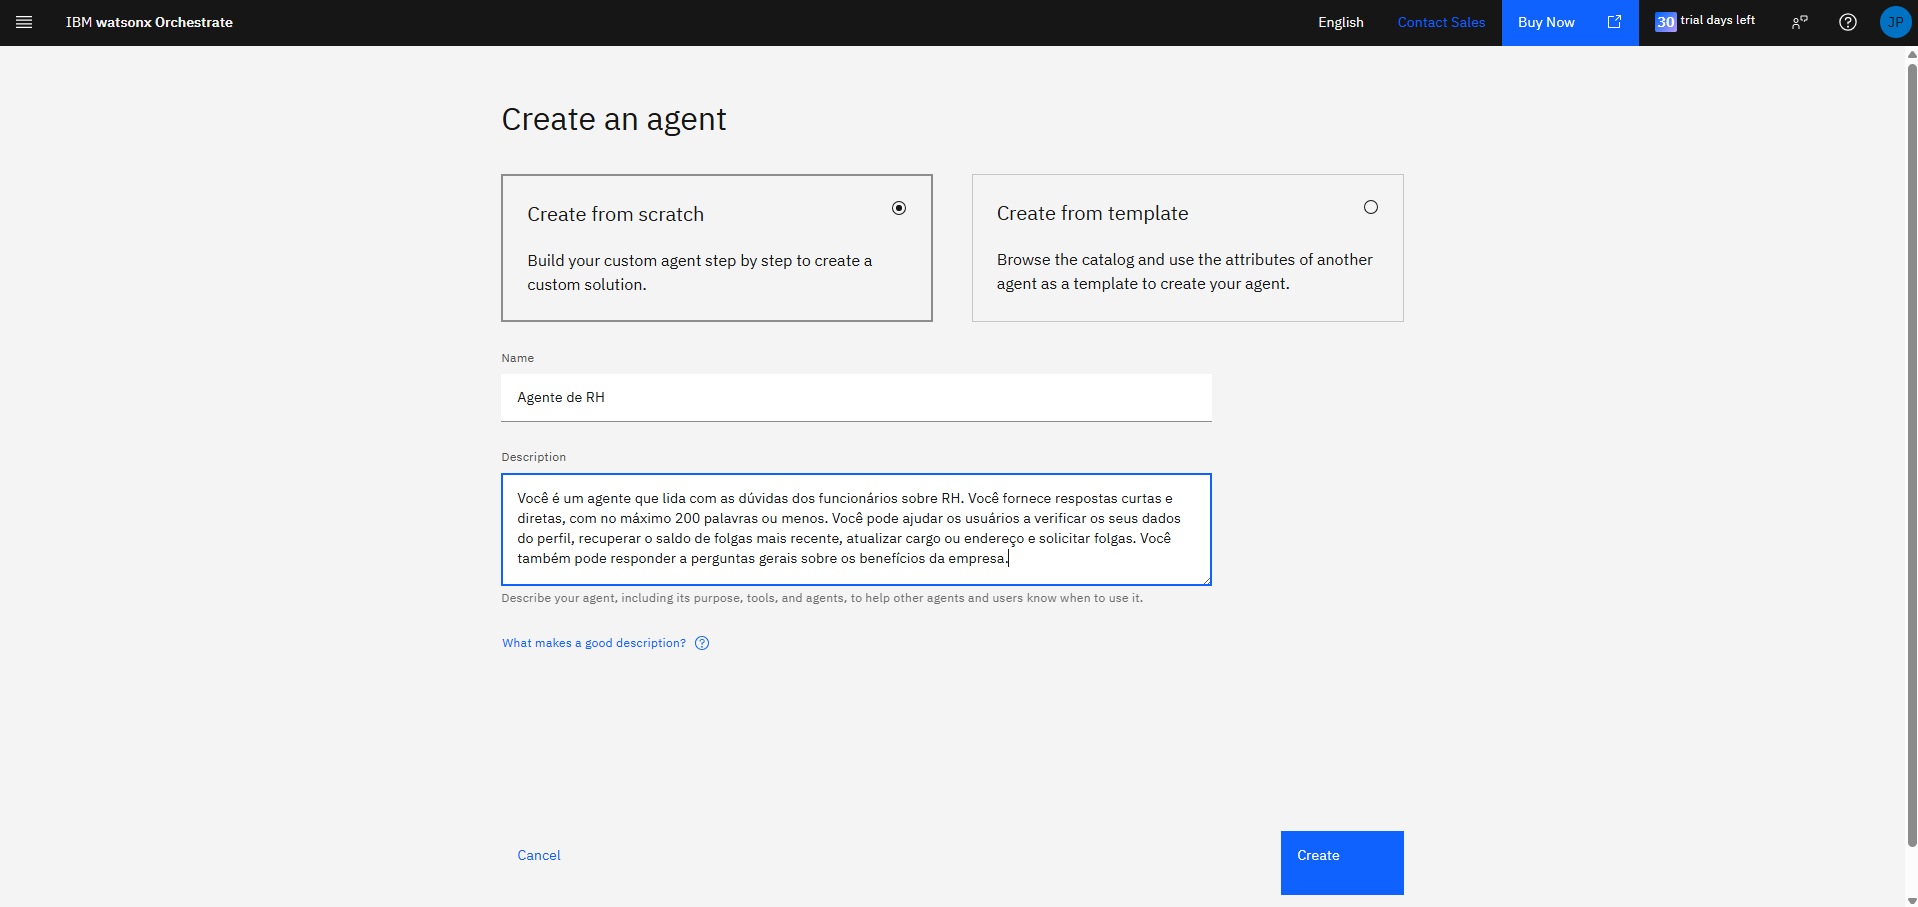 IBM watsonx Orchestrate
English
Contact Sales
Buy Now
30 trial days left
JP
Create an agent
Create from scratch
Build your custom agent step by step to create a
custom solution.
Create from template
Browse the catalog and use the attributes of another
agent as a template to create your agent.
Name
Agente de RH
Description
Você é um agente que lida com as dúvidas dos funcionários sobre RH. Você fornece respostas curtas e
diretas, com no máximo 200 palavras ou menos. Você pode ajudar os usuários a verificar os seus dados
do perfil, recuperar o saldo de folgas mais recente, atualizar cargo ou endereço e solicitar folgas. Você
também pode responder a perguntas gerais sobre os benefícios da empresa.
Describe your agent, including its purpose, tools, and agents, to help other agents and users know when to use it.
What makes a good description?
Cancel
Create